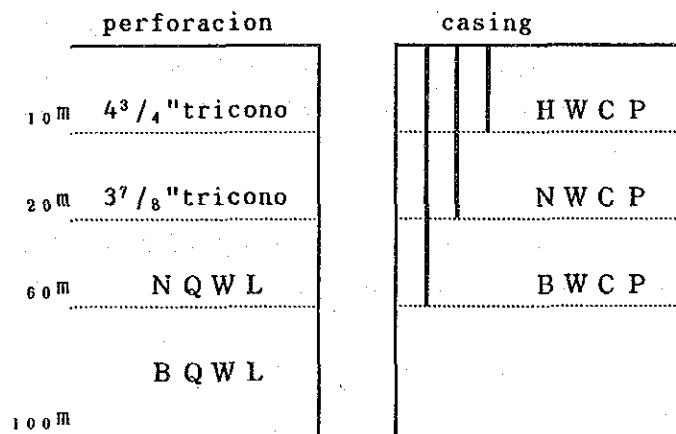 perforacion casing
10m 4³/₄"tricono HWCP
20m 3⁷/₈"tricono NWCP
60m NQWL BWCP
BQWL
100m